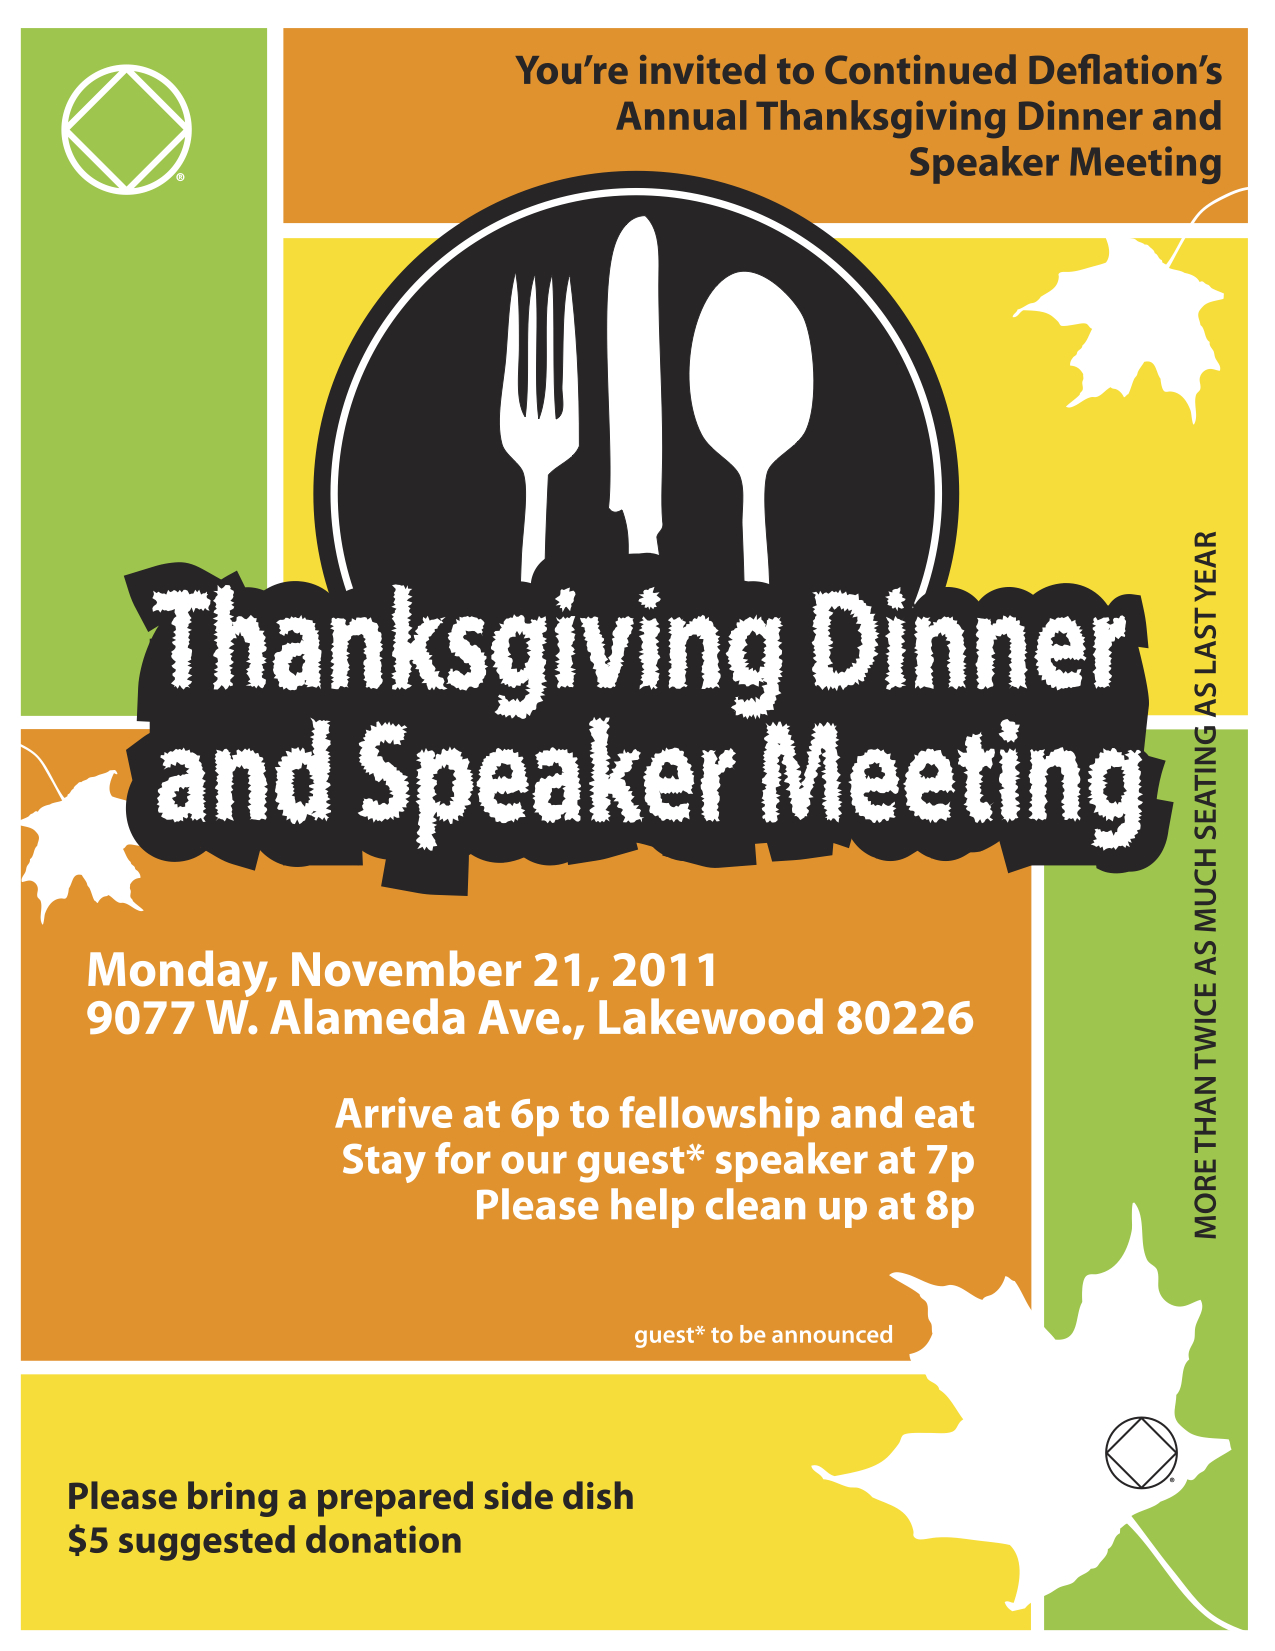 You're invited to Continued Deflation's
Annual Thanksgiving Dinner and
Speaker Meeting
®
Thanksgiving Dinner
and Speaker Meeting
MORE THAN TWICE AS MUCH SEATING AS LAST YEAR
Monday, November 21, 2011
9077 W. Alameda Ave., Lakewood 80226
Arrive at 6p to fellowship and eat
Stay for our guest* speaker at 7p
Please help clean up at 8p
guest* to be announced
®
Please bring a prepared side dish
$5 suggested donation